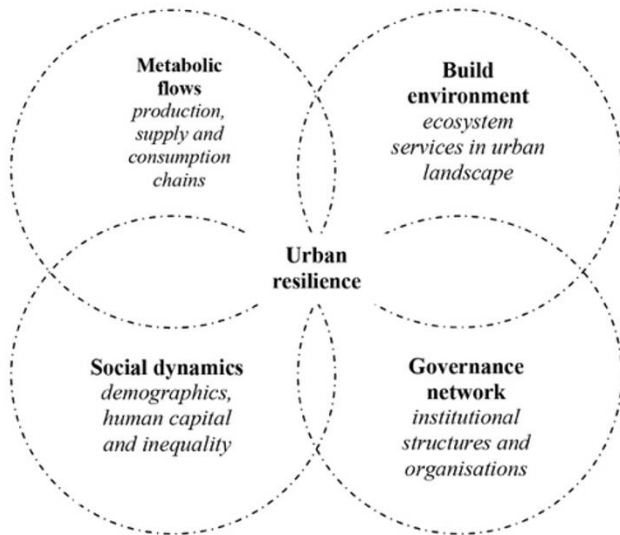 Metabolic
flows
production,
supply and
consumption
chains
Build
environment
ecosystem
services in urban
landscape
Urban
resilience
Social dynamics
demographics,
human capital
and inequality
Governance
network
institutional
structures and
organisations